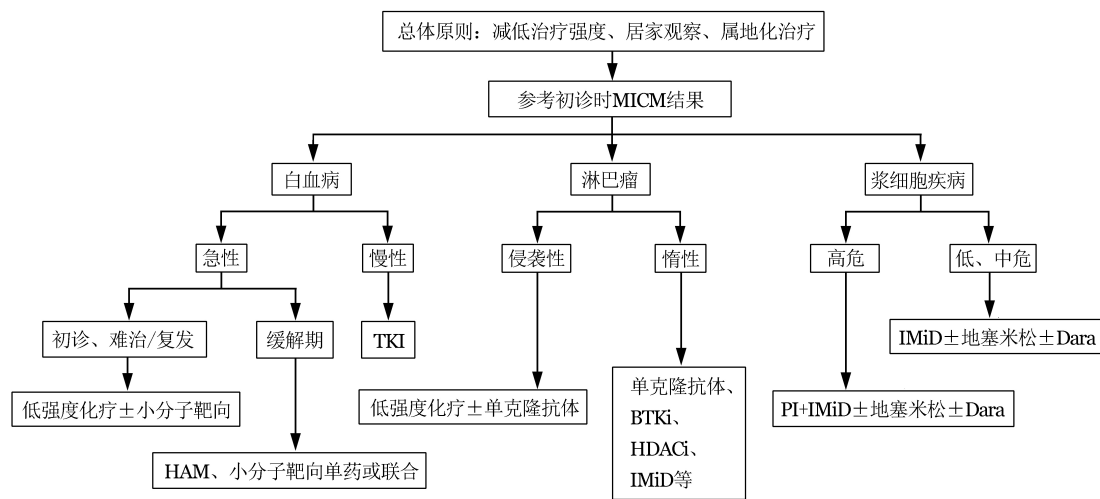 总体原则：减低治疗强度、居家观察、属地化治疗
参考初诊时MICM结果
白血病
淋巴瘤
浆细胞疾病
急性
慢性
侵袭性
惰性
高危
低、中危
初诊、难治/复发
缓解期
TKI
IMiD±地塞米松±Dara
低强度化疗±小分子靶向
低强度化疗±单克隆抗体
单克隆抗体、
BTKi、
HDACi、
IMiD等
PI+IMiD±地塞米松±Dara
HAM、小分子靶向单药或联合